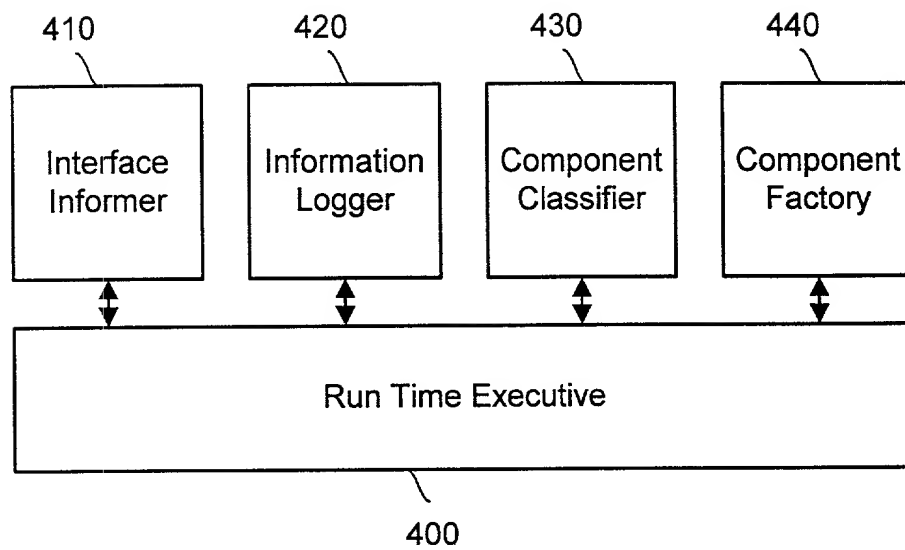 410
420
430
440
Interface
Informer
Information
Logger
Component
Classifier
Component
Factory
Run Time Executive
400